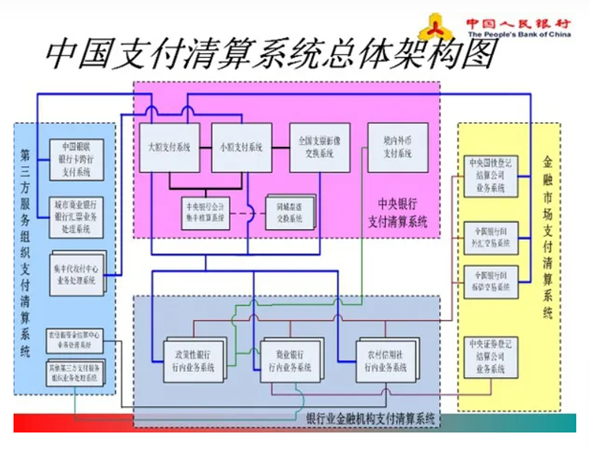 中国人民银行
The People's Bank of China
中国支付清算系统总体架构图
第三方服务组织支付清算系统
中国银联
银行卡跨行
支付系统
城市商业银行
银行汇票业务
处理系统
集中代收付中心
业务处理系统
农信银资金结算中心
业务处理系统
其他第三方支付服务
组织业务处理系统
大额支付系统
小额支付系统
全国支票影像
交换系统
境内外币
支付系统
中央银行会计
集中核算系统
同城票据
交换系统
中央银行
支付清算系统
政策性银行
行内业务系统
商业银行
行内业务系统
农村信用社
行内业务系统
银行业金融机构支付清算系统
中央国债登记
结算公司
业务系统
全国银行间
外汇交易系统
全国银行间
拆借交易系统
中央证券登记
结算公司
业务系统
金融市场支付清算系统